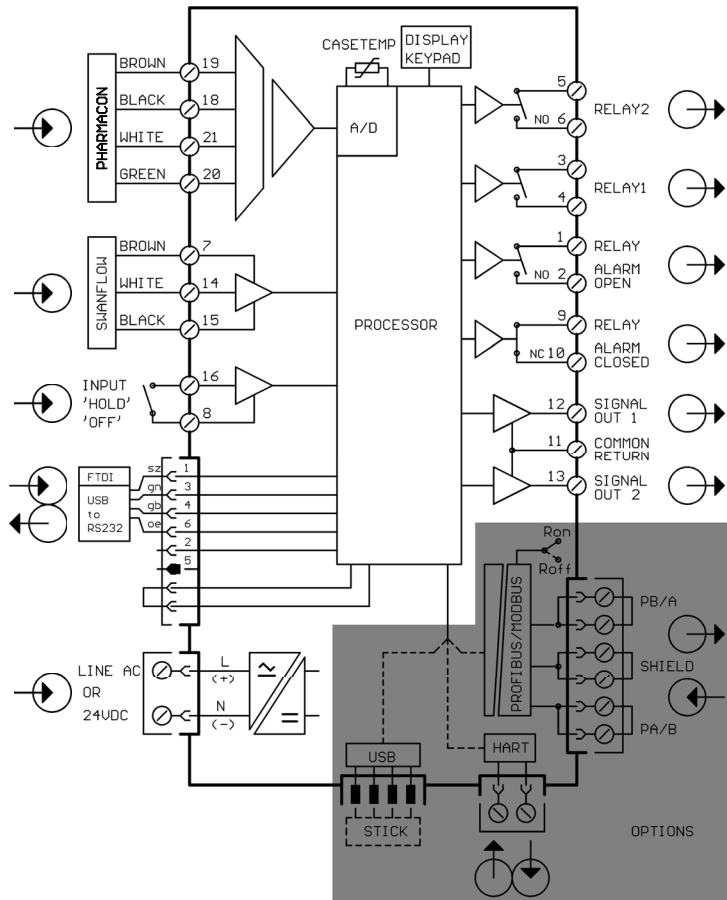 CASETEMP
DISPLAY
KEYPAD
PHARMACON
BROWN 19
BLACK 18
WHITE 21
GREEN 20
A/D
5
RELAY2
NO 6
3
RELAY1
4
SWANFLOW
BROWN 7
WHITE 14
BLACK 15
PROCESSOR
1 RELAY
NO 2 ALARM
OPEN
9 RELAY
NC 10 ALARM
CLOSED
INPUT 16
'HOLD'
'OFF' 8
12 SIGNAL
OUT 1
11 COMMON
RETURN
13 SIGNAL
OUT 2
FTDI
USB
to
RS232
sz 1
gn 3
gb 4
oe 6
2
5
Ron
Roff
PROFIBUS/MODBUS
PB/A
SHIELD
PA/B
LINE AC
OR
24VDC
L
(+)
N
(-)
USB
STICK
HART
OPTIONS